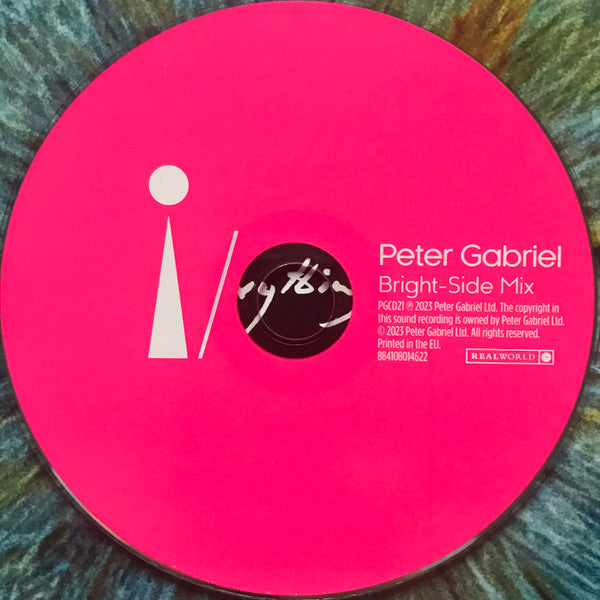 i/
Peter Gabriel
Bright-Side Mix
PGCD21 ℗ 2023 Peter Gabriel Ltd. The copyright in
this sound recording is owned by Peter Gabriel Ltd.
© 2023 Peter Gabriel Ltd. All rights reserved.
Printed in the EU.
884108014622
REALWORLD